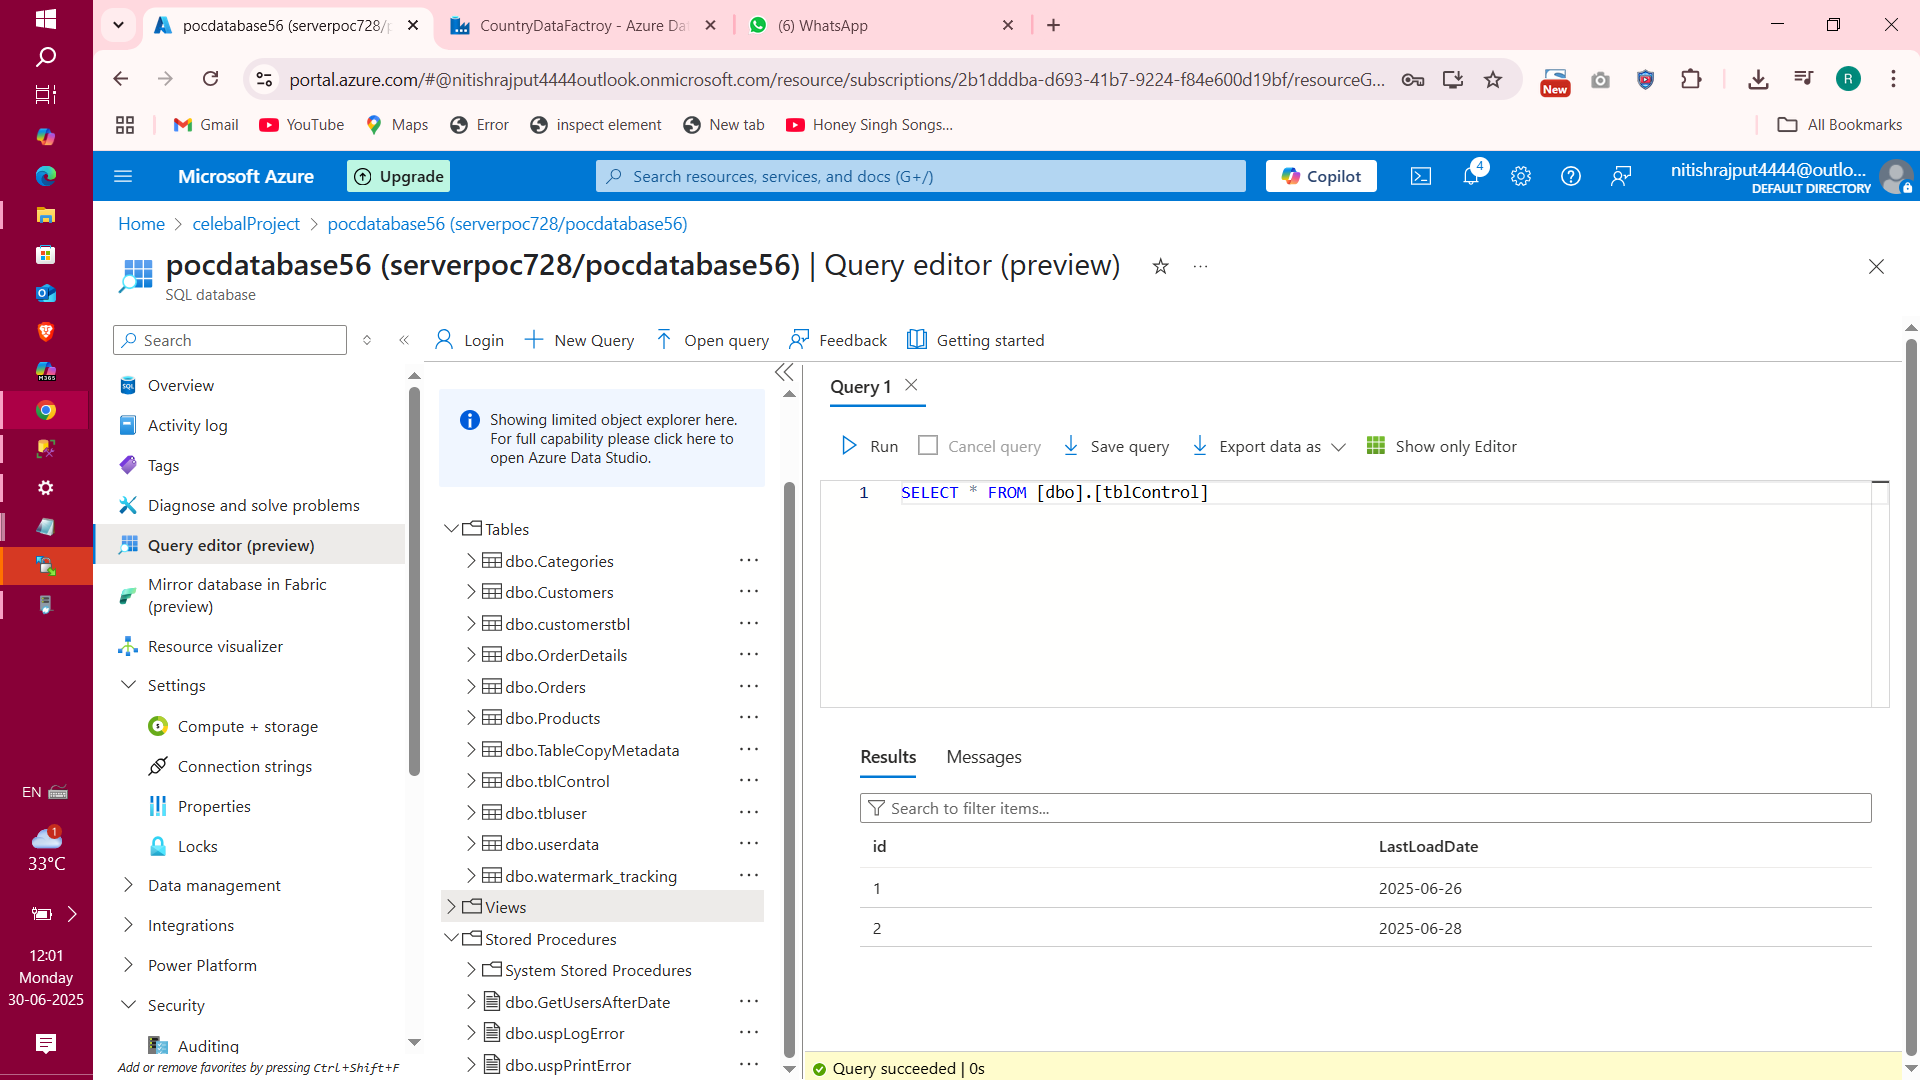 pocdatabase56 (serverpoc728/p
CountryDataFactroy - Azure Da
(6) WhatsApp
portal.azure.com/#@nitishrajput4444outlook.onmicrosoft.com/resource/subscriptions/2b1dddba-d693-41b7-9224-f84e600d19bf/resourceG...
New
R
Gmail
YouTube
Maps
Error
inspect element
New tab
Honey Singh Songs...
All Bookmarks
Microsoft Azure
Upgrade
Search resources, services, and docs (G+/)
Copilot
4
nitishrajput4444@outlo...
DEFAULT DIRECTORY
Home > celebalProject > pocdatabase56 (serverpoc728/pocdatabase56)
pocdatabase56 (serverpoc728/pocdatabase56) | Query editor (preview)
SQL database
Search
Overview
Activity log
Tags
Diagnose and solve problems
Query editor (preview)
Mirror database in Fabric
(preview)
Resource visualizer
Settings
Compute + storage
Connection strings
Properties
Locks
Data management
Integrations
Power Platform
Security
Auditing
Add or remove favorites by pressing Ctrl+Shift+F
Login
New Query
Open query
Feedback
Getting started
Showing limited object explorer here.
For full capability please click here to
open Azure Data Studio.
Tables
dbo.Categories
dbo.Customers
dbo.customerstbl
dbo.OrderDetails
dbo.Orders
dbo.Products
dbo.TableCopyMetadata
dbo.tblControl
dbo.tbluser
dbo.userdata
dbo.watermark_tracking
Views
Stored Procedures
System Stored Procedures
dbo.GetUsersAfterDate
dbo.uspLogError
dbo.uspPrintError
Query 1
Run
Cancel query
Save query
Export data as
Show only Editor
1 SELECT * FROM [dbo].[tblControl]
Results
Messages
Search to filter items...
id LastLoadDate
1 2025-06-26
2 2025-06-28
Query succeeded | 0s
M365
EN
1
33°C
12:01
Monday
30-06-2025